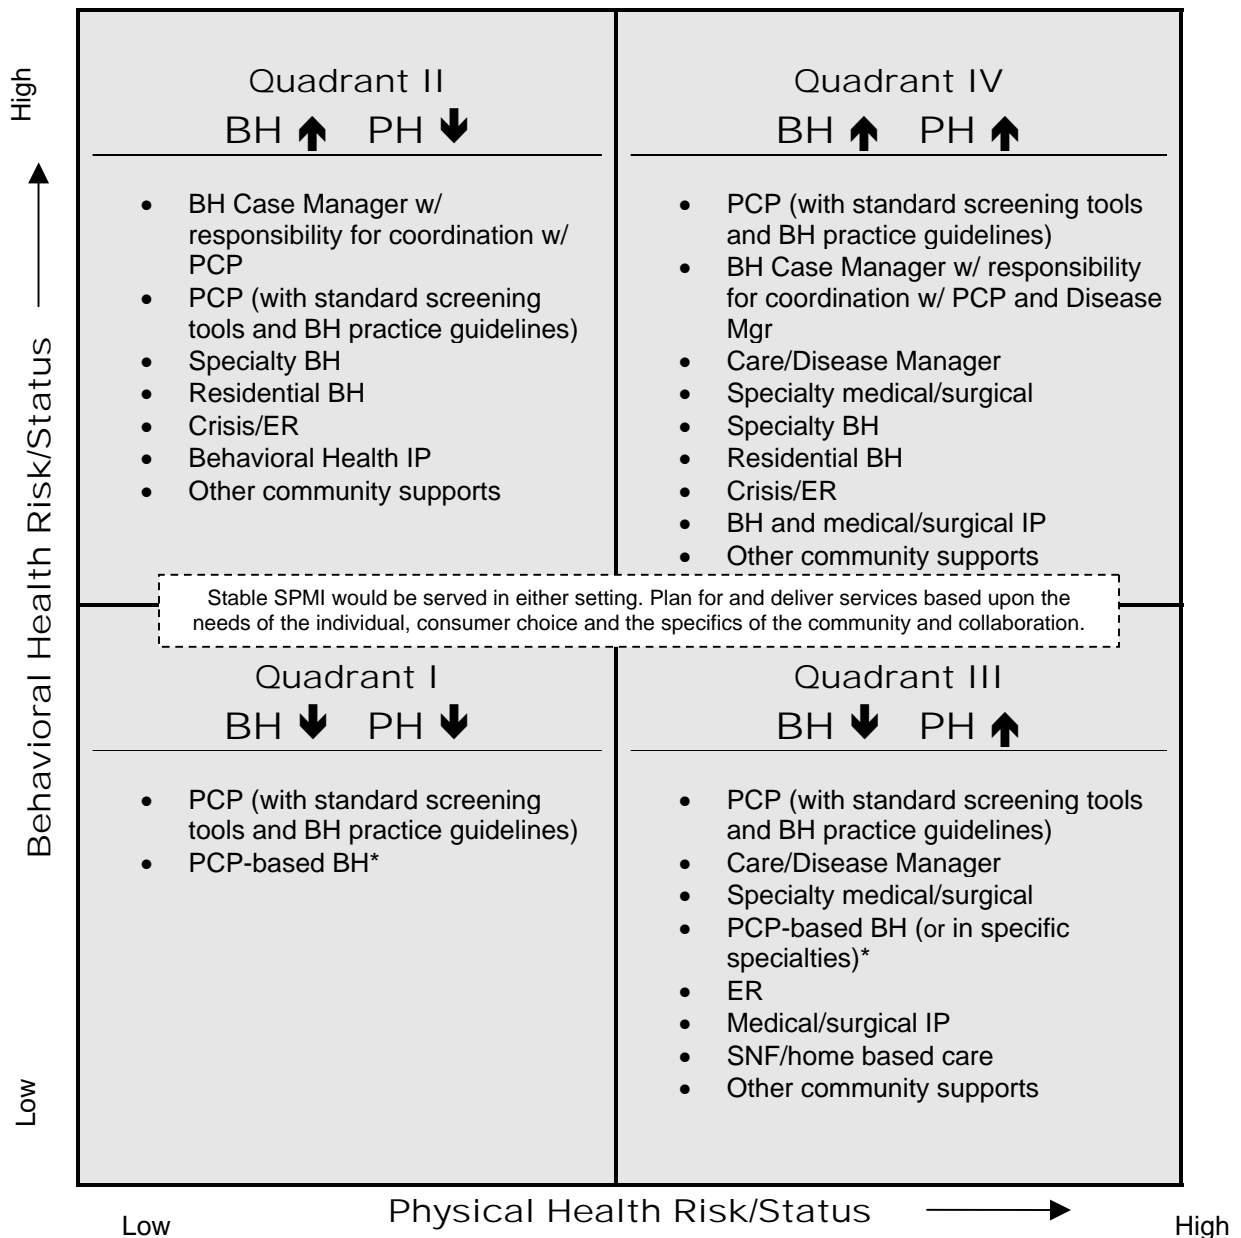 High
Behavioral Health Risk/Status
Low
Quadrant II
BH ↑ PH ↓
• BH Case Manager w/
responsibility for coordination w/
PCP
• PCP (with standard screening
tools and BH practice guidelines)
• Specialty BH
• Residential BH
• Crisis/ER
• Behavioral Health IP
• Other community supports
Quadrant IV
BH ↑ PH ↑
• PCP (with standard screening tools
and BH practice guidelines)
• BH Case Manager w/ responsibility
for coordination w/ PCP and Disease
Mgr
• Care/Disease Manager
• Specialty medical/surgical
• Specialty BH
• Residential BH
• Crisis/ER
• BH and medical/surgical IP
• Other community supports
Stable SPMI would be served in either setting. Plan for and deliver services based upon the
needs of the individual, consumer choice and the specifics of the community and collaboration.
Quadrant I
BH ↓ PH ↓
• PCP (with standard screening
tools and BH practice guidelines)
• PCP-based BH*
Quadrant III
BH ↓ PH ↑
• PCP (with standard screening tools
and BH practice guidelines)
• Care/Disease Manager
• Specialty medical/surgical
• PCP-based BH (or in specific
specialties)*
• ER
• Medical/surgical IP
• SNF/home based care
• Other community supports
Low
Physical Health Risk/Status
High